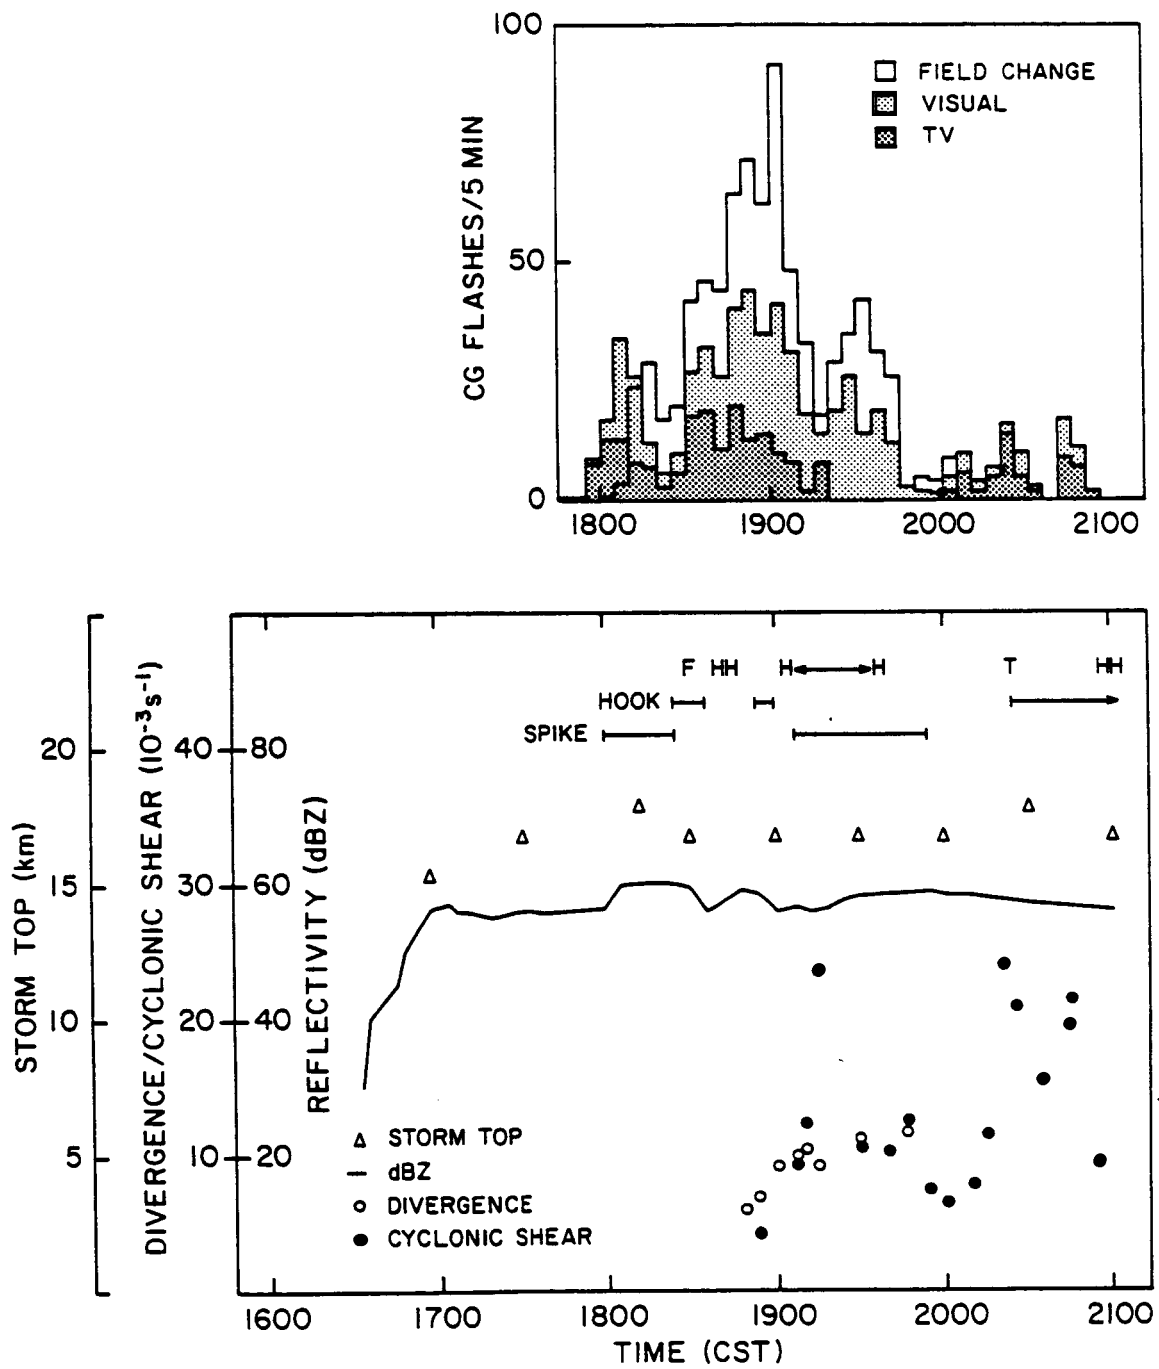 100
FIELD CHANGE
VISUAL
TV
CG FLASHES/5 MIN
50
0
1800 1900 2000 2100
F HH H H T HH
HOOK
SPIKE
20 40 80
15 30 60
10 20 40
5 10 20
STORM TOP (km)
DIVERGENCE/CYCLONIC SHEAR (10⁻³s⁻¹)
REFLECTIVITY (dBZ)
STORM TOP
dBZ
DIVERGENCE
CYCLONIC SHEAR
1600 1700 1800 1900 2000 2100
TIME (CST)